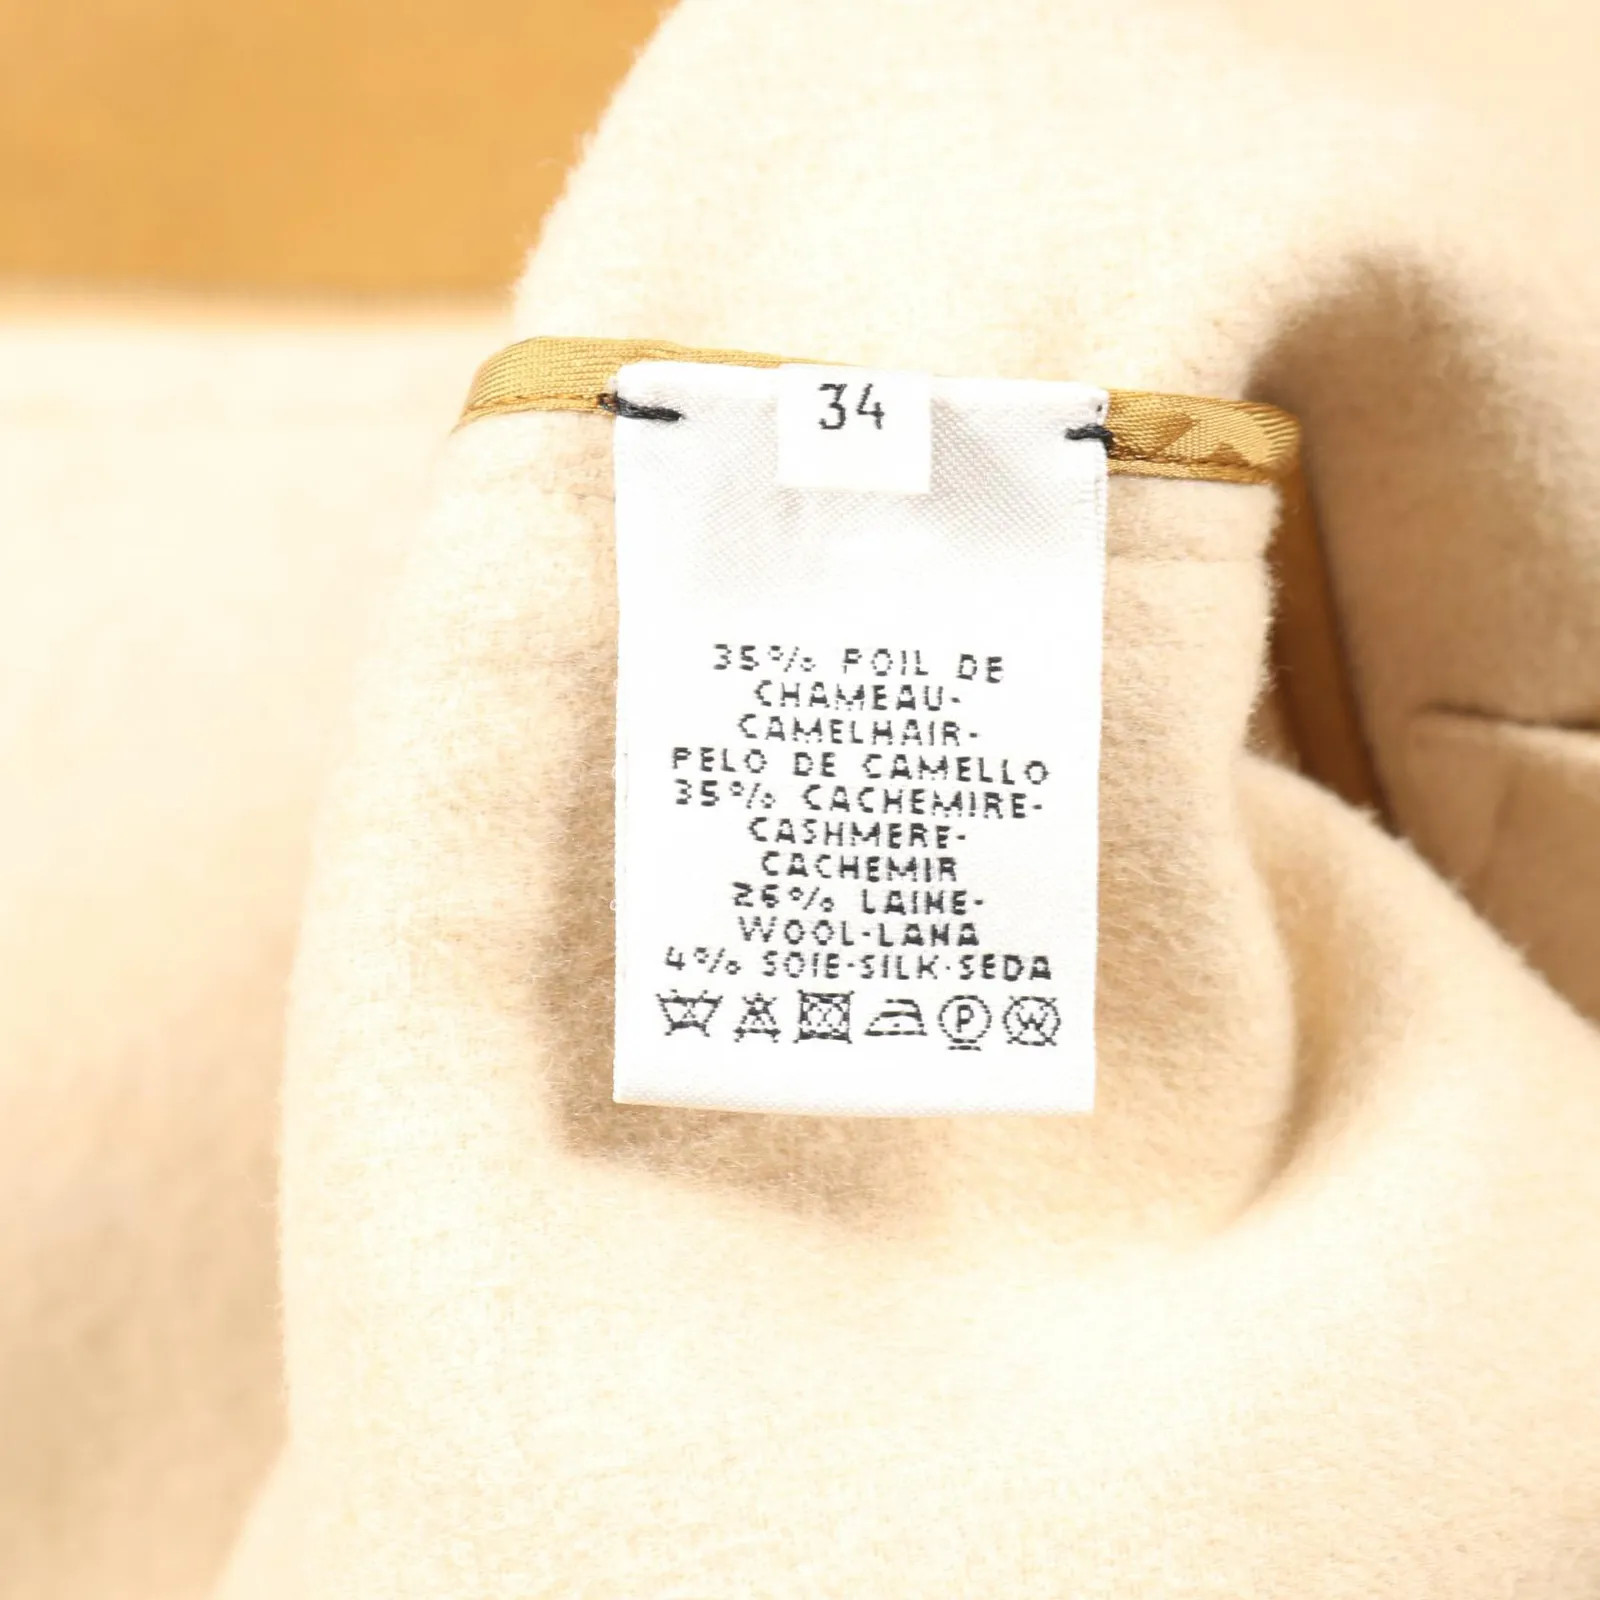 34
35% POIL DE
CHAMEAU-
CAMELHAIR-
PELO DE CAMELLO
35% CACHEMIRE-
CASHMERE-
CACHEMIR
26% LAINE-
WOOL-LANA
4% SOIE-SILK-SEDA
P W